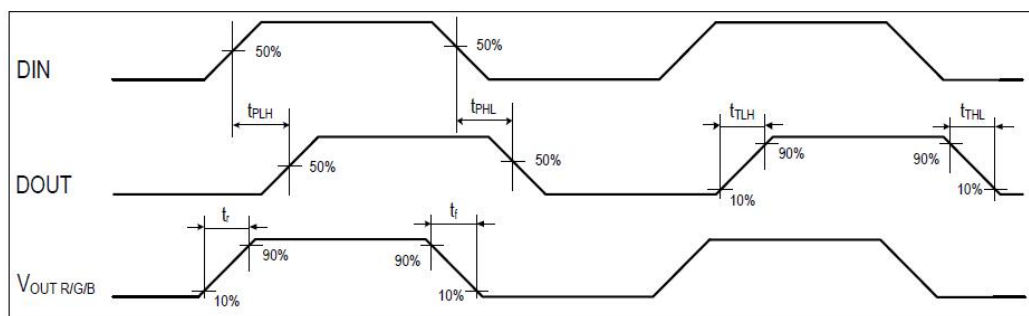 DIN
50%
50%
tPLH
tPHL
tTLH
tTHL
DOUT
50%
50%
90%
90%
10%
10%
tr
tf
VOUT R/G/B
90%
90%
10%
10%